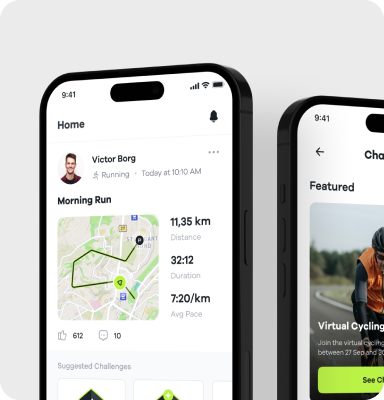 9:41
Home
Victor Borg
Running · Today at 10:10 AM
Morning Run
11,35 km
Distance
32:12
Duration
7:20/km
Avg Pace
P
612
10
Suggested Challenges
9:41
Cha
Featured
Virtual Cycling
Join the virtual cycling
between 27 Sep and
See Ch